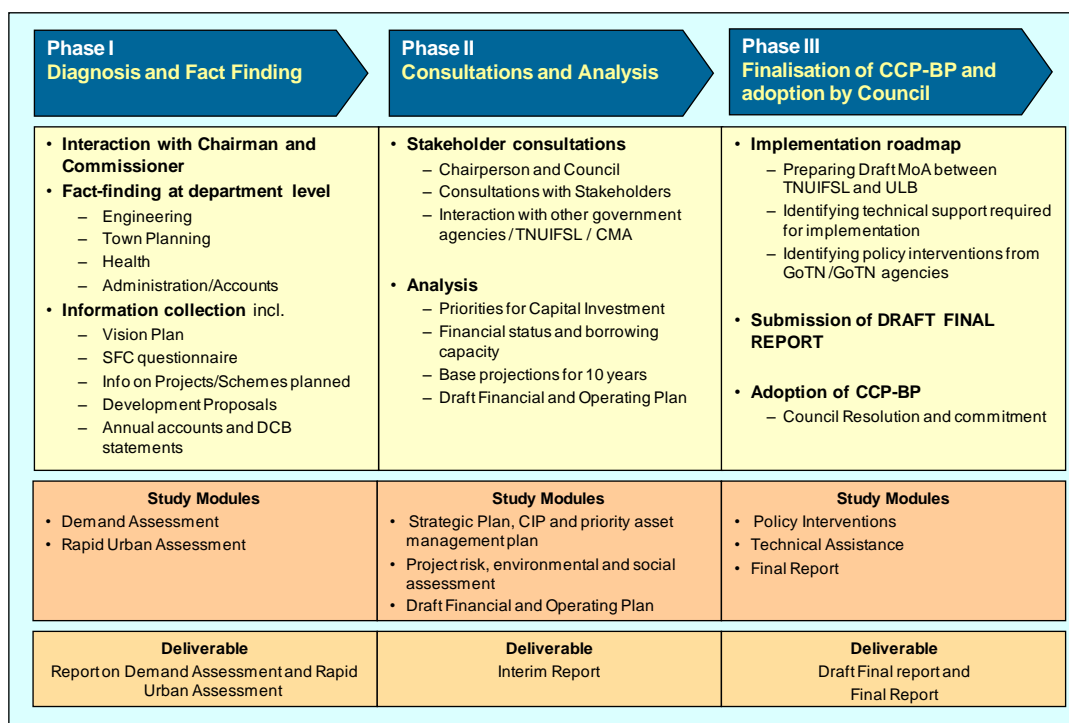 Phase I
Diagnosis and Fact Finding
• Interaction with Chairman and
Commissioner
• Fact-finding at department level
– Engineering
– Town Planning
– Health
– Administration/Accounts
• Information collection incl.
– Vision Plan
– SFC questionnaire
– Info on Projects/Schemes planned
– Development Proposals
– Annual accounts and DCB
statements
Study Modules
• Demand Assessment
• Rapid Urban Assessment
Deliverable
Report on Demand Assessment and Rapid
Urban Assessment
Phase II
Consultations and Analysis
• Stakeholder consultations
– Chairperson and Council
– Consultations with Stakeholders
– Interaction with other government
agencies / TNUIFSL / CMA
• Analysis
– Priorities for Capital Investment
– Financial status and borrowing
capacity
– Base projections for 10 years
– Draft Financial and Operating Plan
Study Modules
• Strategic Plan, CIP and priority asset
management plan
• Project risk, environmental and social
assessment
• Draft Financial and Operating Plan
Deliverable
Interim Report
Phase III
Finalisation of CCP-BP and
adoption by Council
• Implementation roadmap
– Preparing Draft MoA between
TNUIFSL and ULB
– Identifying technical support required
for implementation
– Identifying policy interventions from
GoTN/GoTN agencies
• Submission of DRAFT FINAL
REPORT
• Adoption of CCP-BP
– Council Resolution and commitment
Study Modules
• Policy Interventions
• Technical Assistance
• Final Report
Deliverable
Draft Final report and
Final Report